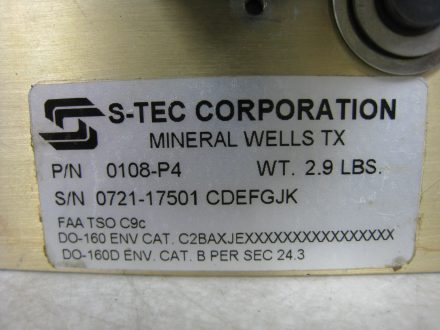 S-TEC CORPORATION
MINERAL WELLS TX
P/N 0108-P4 WT. 2.9 LBS.
S/N 0721-17501 CDEFGJK
FAA TSO C9c
DO-160 ENV CAT. C2BAXJEXXXXXXXXXXXXXXXXX
DO-160D ENV. CAT. B PER SEC 24.3